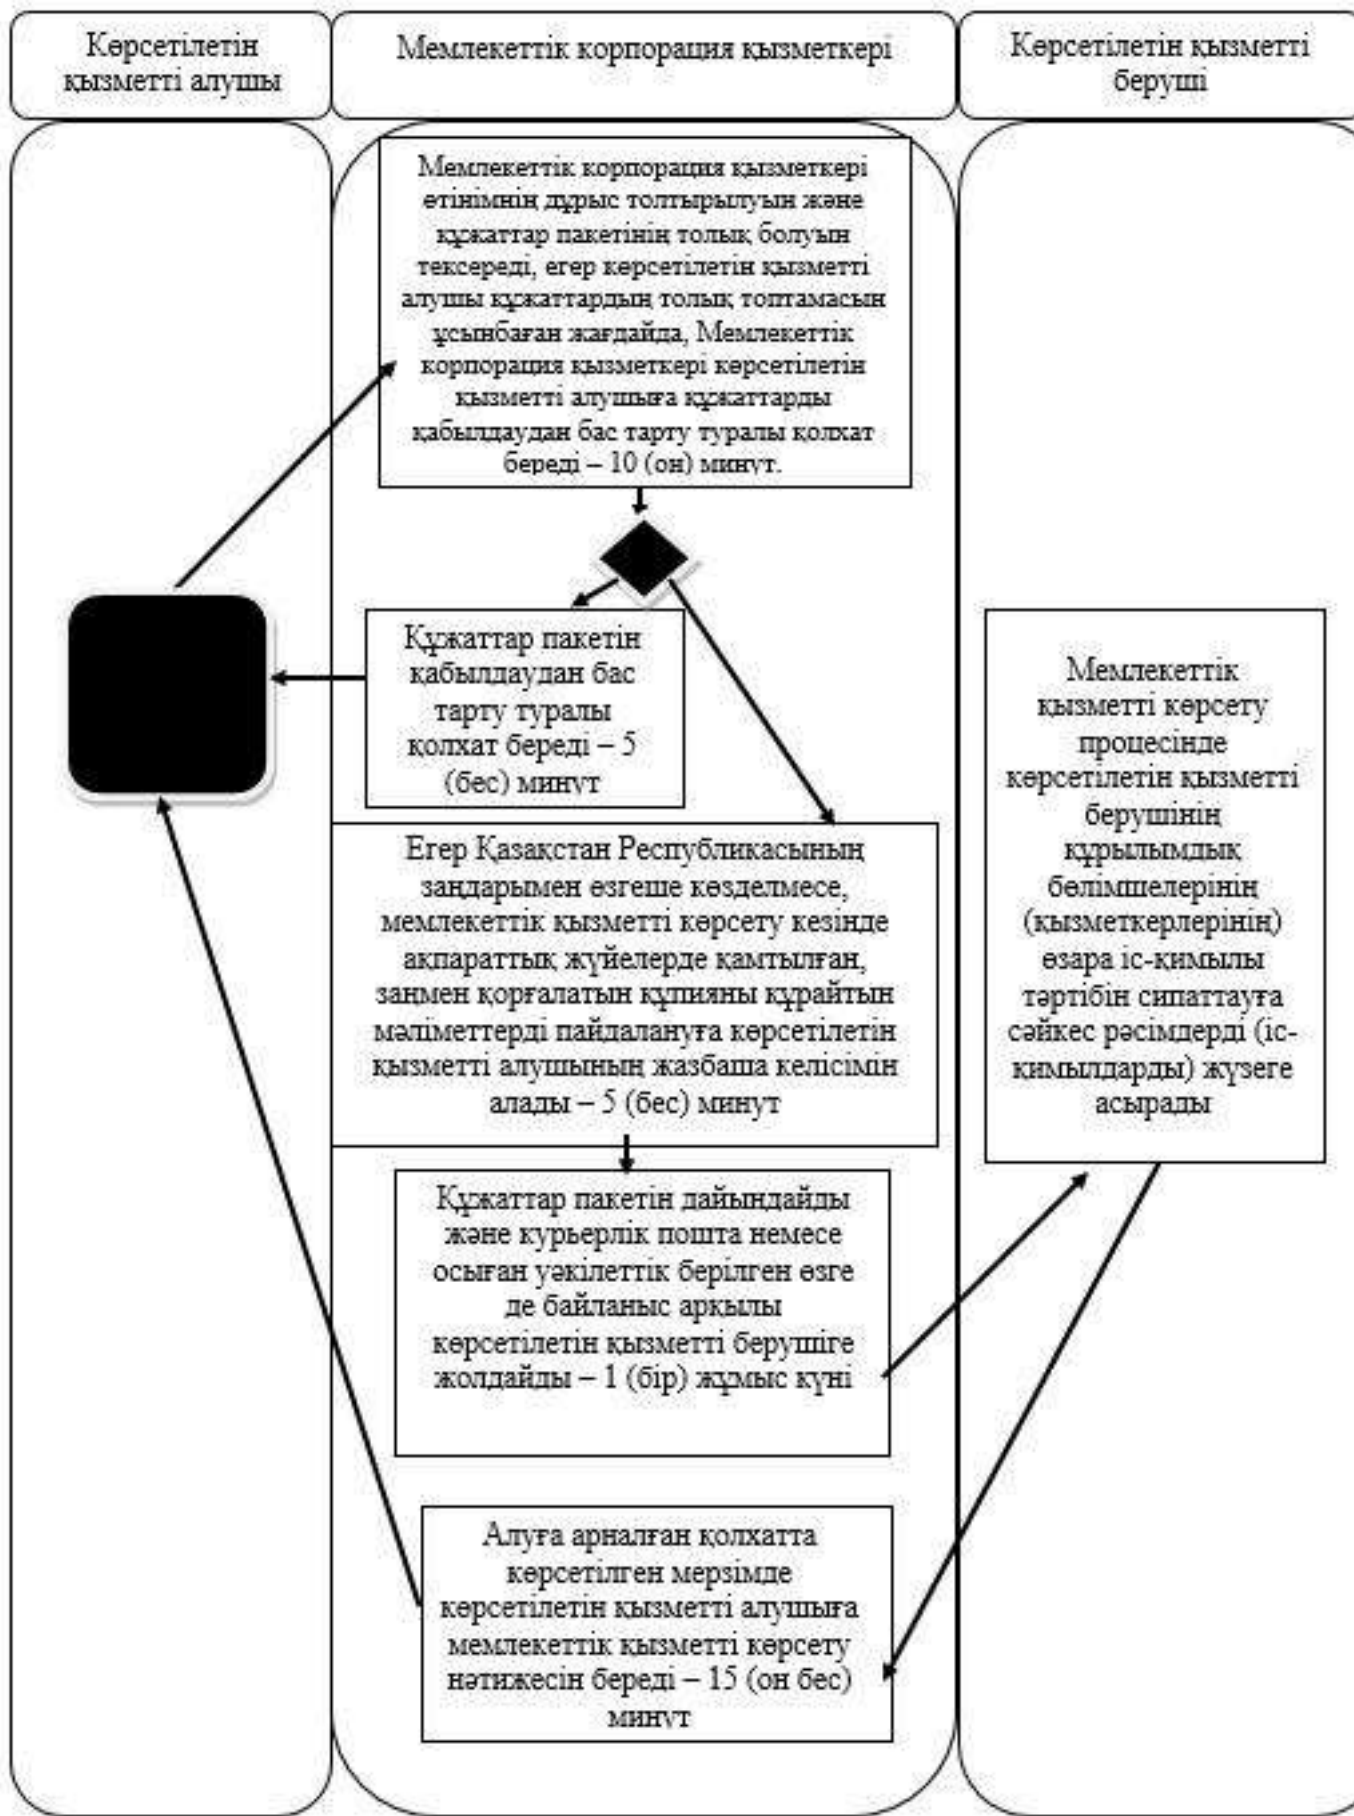 Көрсетілетін
қызметті алушы
Мемлекеттік корпорация қызметкері
Көрсетілетін қызметті
беруші
Мемлекеттік корпорация қызметкері
өтінімнің дұрыс толтырылуын және
құжаттар пакетінің толық болуын
тексереді, егер көрсетілетін қызметті
алушы құжаттардың толық топтамасын
ұсынбаған жағдайда, Мемлекеттік
корпорация қызметкері көрсетілетін
қызметті алушыға құжаттарды
қабылдаудан бас тарту туралы қолхат
береді – 10 (он) минут.
Құжаттар пакетін
қабылдаудан бас
тарту туралы
қолхат береді – 5
(бес) минут
Егер Қазақстан Республикасының
заңдарымен өзгеше көзделмесе,
мемлекеттік қызметті көрсету кезінде
ақпараттық жүйелерде қамтылған,
заңмен қорғалатын құпияны құрайтын
мәліметтерді пайдалануға көрсетілетін
қызметті алушының жазбаша келісімін
алады – 5 (бес) минут
Құжаттар пакетін дайындайды
және курьерлік пошта немесе
осыған уәкілеттік берілген өзге
де байланыс арқылы
көрсетілетін қызметті берушіге
жолдайды – 1 (бір) жұмыс күні
Алуға арналған қолхатта
көрсетілген мерзімде
көрсетілетін қызметті алушыға
мемлекеттік қызметті көрсету
нәтижесін береді – 15 (он бес)
минут
Мемлекеттік
қызметті көрсету
процесінде
көрсетілетін қызметті
берушінің
құрылымдық
бөлімшелерінің
(қызметкерлерінің)
өзара іс-қимылы
тәртібін сипаттауға
сәйкес рәсімдерді (іс-
қимылдарды) жүзеге
асырады